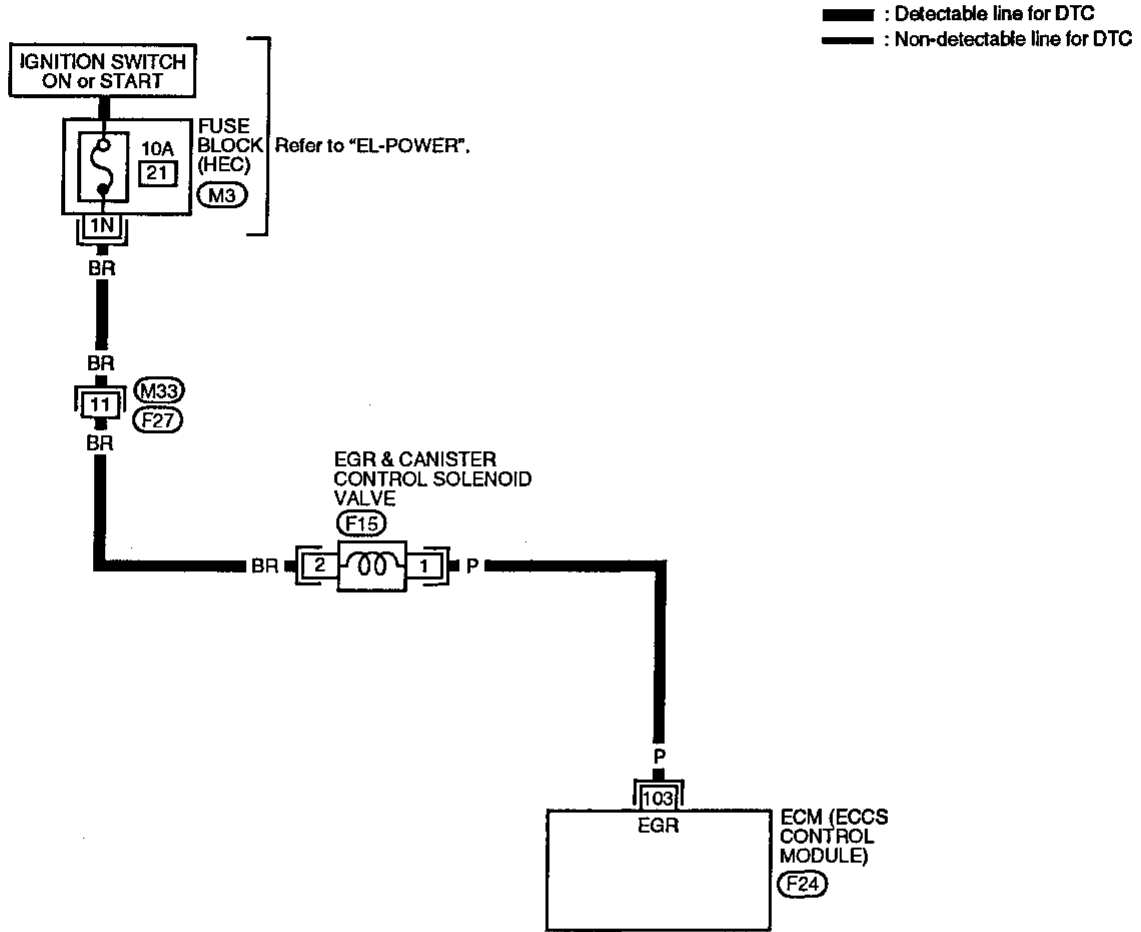 : Detectable line for DTC
: Non-detectable line for DTC
IGNITION SWITCH
ON or START
FUSE
BLOCK
(HEC)
Refer to "EL-POWER".
10A
21
M3
1N
BR
BR
11
M33
F27
BR
EGR & CANISTER
CONTROL SOLENOID
VALVE
F15
BR
2
1
P
P
103
EGR
ECM (ECCS
CONTROL
MODULE)
F24